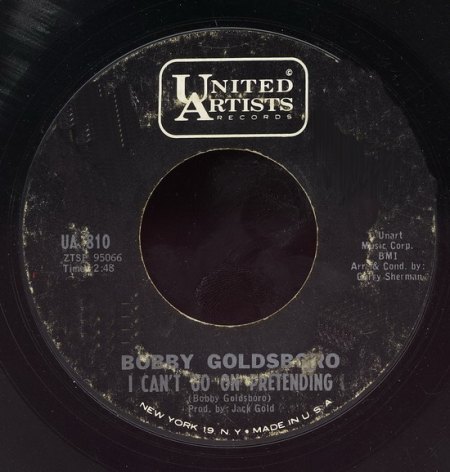 UNITED ©
ARTISTS
RECORDS
UA 810
ZTSP 95066
Time: 2:48
Unart
Music Corp.
BMI
Arr. & Cond. by:
Garry Sherman
BOBBY GOLDSBORO
I CAN'T GO ON PRETENDING
(Bobby Goldsboro)
Prod. by: Jack Gold
NEW YORK 19 N.Y. • MADE IN U.S.A.